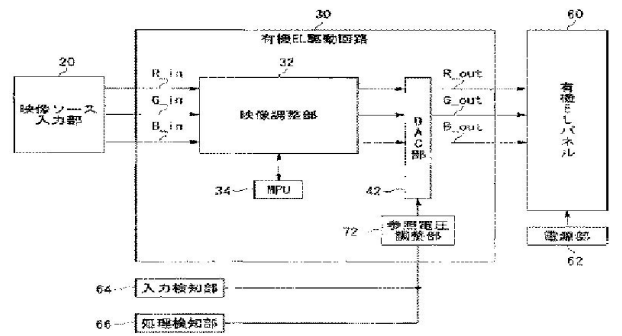 30
有機EL駆動回路
60
20
映像ソース
入力部
R_in
G_in
B_in
32
映像調整部
34
MPU
DAC部
42
R_out
G_out
B_out
有機ELパネル
72
参照電圧
調整部
電源部
62
64
入力検知部
66
処理検知部